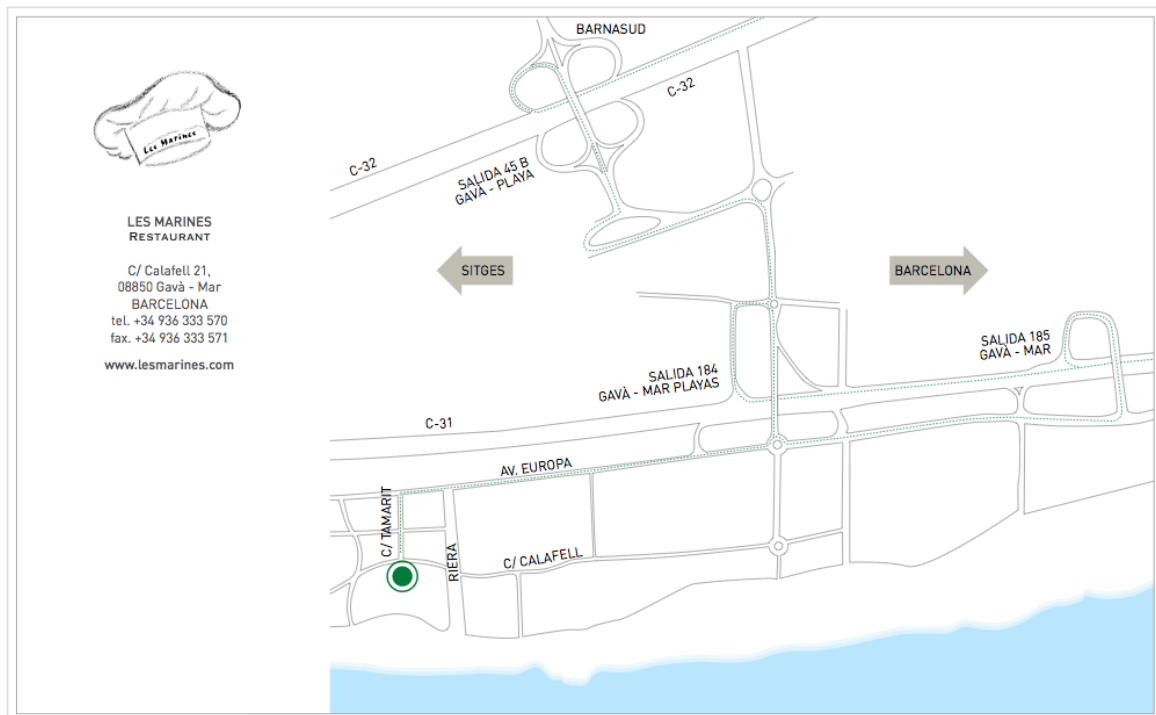 Les Marines
LES MARINES
RESTAURANT
C/ Calafell 21,
08850 Gavà - Mar
BARCELONA
tel. +34 936 333 570
fax. +34 936 333 571
www.lesmarines.com
BARNASUD
C-32
C-32
SALIDA 45 B
GAVÀ - PLAYA
SITGES
BARCELONA
SALIDA 185
GAVÀ - MAR
SALIDA 184
GAVÀ - MAR PLAYAS
C-31
AV. EUROPA
C/ TAMARIT
RIERA
C/ CALAFELL